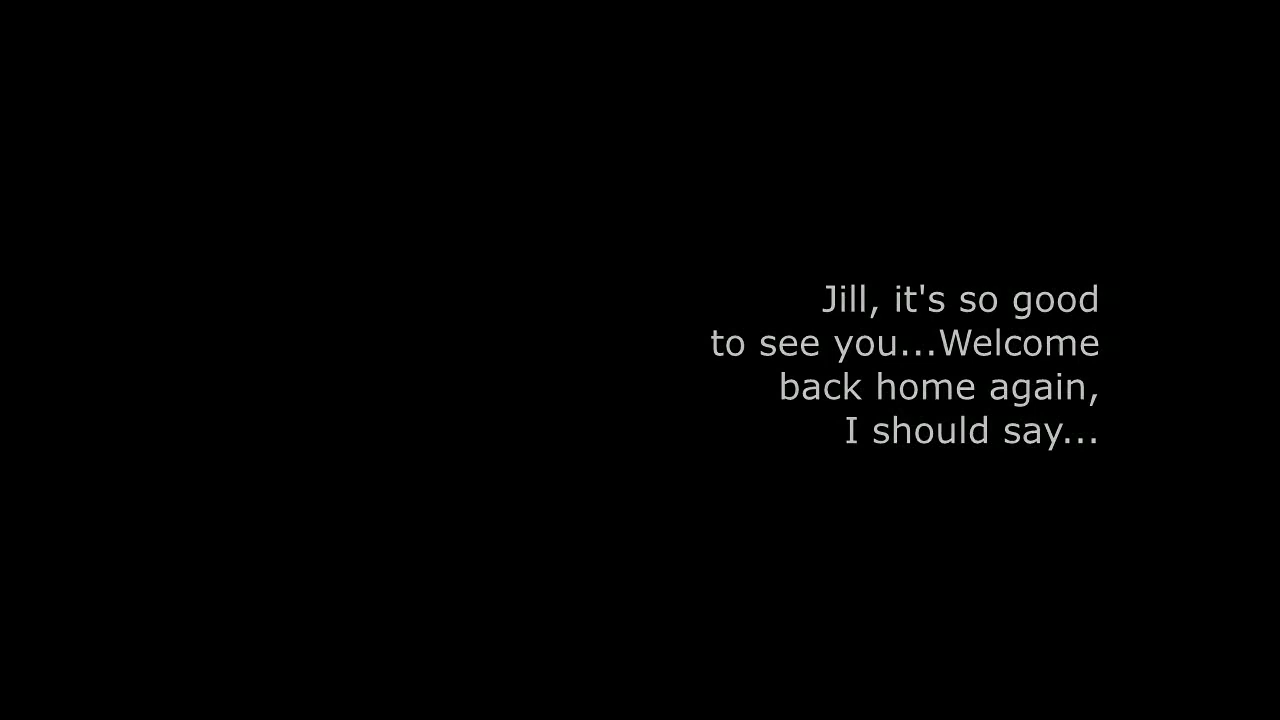 Jill, it's so good
to see you...Welcome
back home again,
I should say...